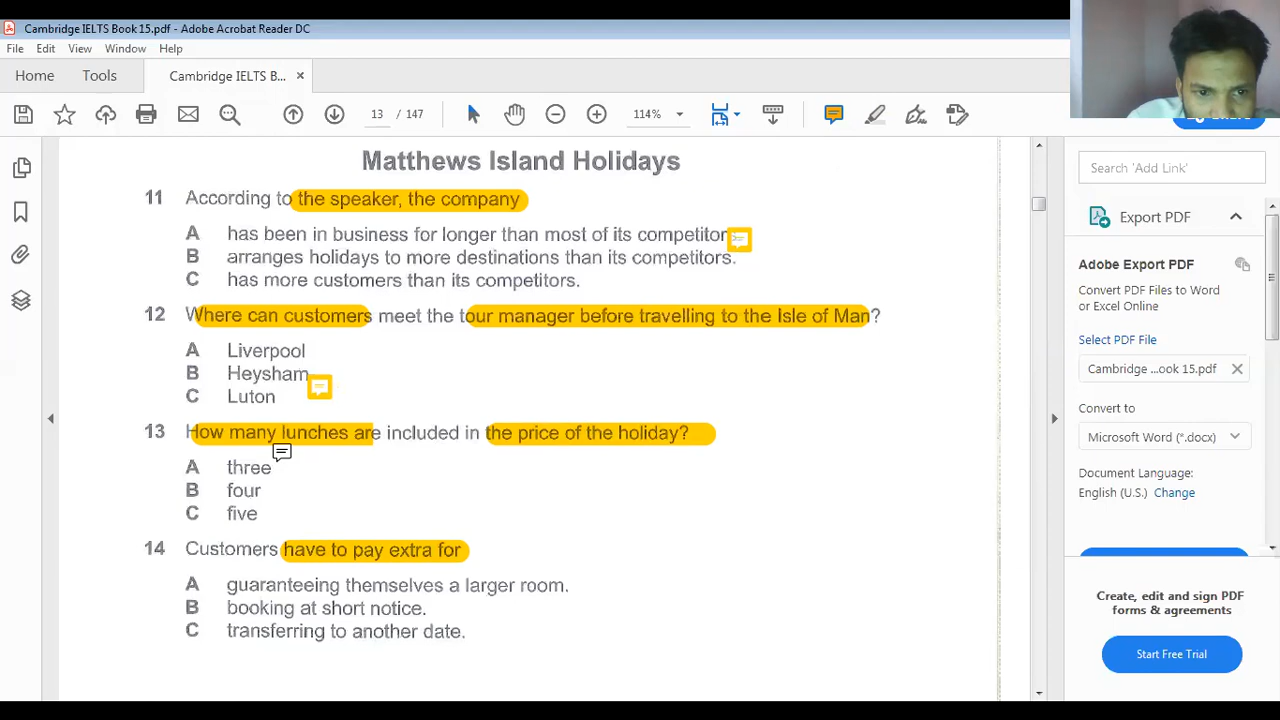 Cambridge IELTS Book 15.pdf - Adobe Acrobat Reader DC
File Edit View Window Help
Home Tools Cambridge IELTS B... ×
13 / 147 114%
Matthews Island Holidays
11 According to the speaker, the company
A has been in business for longer than most of its competitor
B arranges holidays to more destinations than its competitors.
C has more customers than its competitors.
12 Where can customers meet the tour manager before travelling to the Isle of Man?
A Liverpool
B Heysham
C Luton
13 How many lunches are included in the price of the holiday?
A three
B four
C five
14 Customers have to pay extra for
A guaranteeing themselves a larger room.
B booking at short notice.
C transferring to another date.
Search 'Add Link'
Export PDF
Adobe Export PDF
Convert PDF Files to Word
or Excel Online
Select PDF File
Cambridge ...ook 15.pdf ×
Convert to
Microsoft Word (*.docx)
Document Language:
English (U.S.) Change
Create, edit and sign PDF
forms & agreements
Start Free Trial